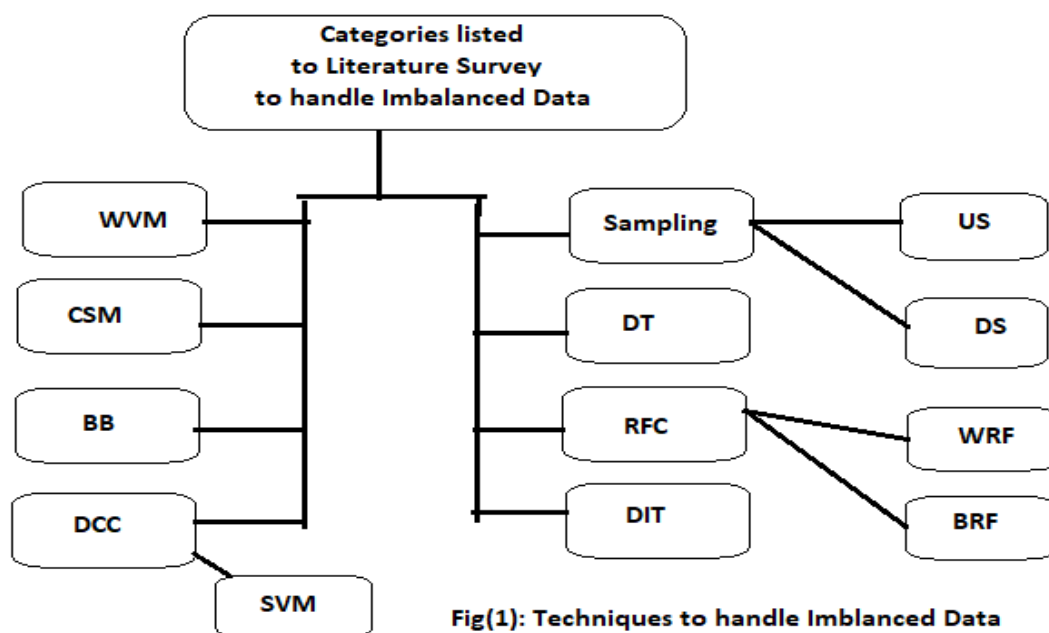 Categories listed
to Literature Survey
to handle Imbalanced Data
WVM
CSM
BB
DCC
SVM
Sampling
DT
RFC
DIT
US
DS
WRF
BRF
Fig(1): Techniques to handle Imblanced Data